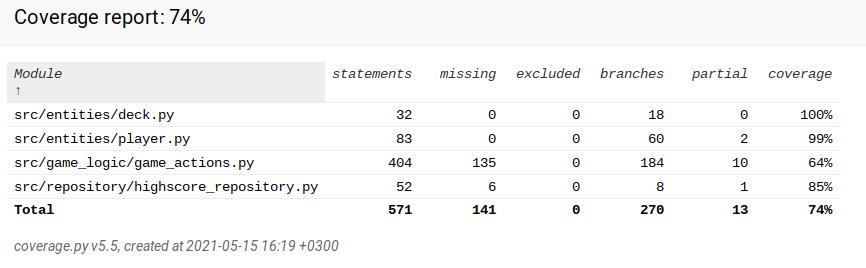 Coverage report: 74%
Module statements missing excluded branches partial coverage
↑
src/entities/deck.py 32 0 0 18 0 100%
src/entities/player.py 83 0 0 60 2 99%
src/game_logic/game_actions.py 404 135 0 184 10 64%
src/repository/highscore_repository.py 52 6 0 8 1 85%
Total 571 141 0 270 13 74%
coverage.py v5.5, created at 2021-05-15 16:19 +0300